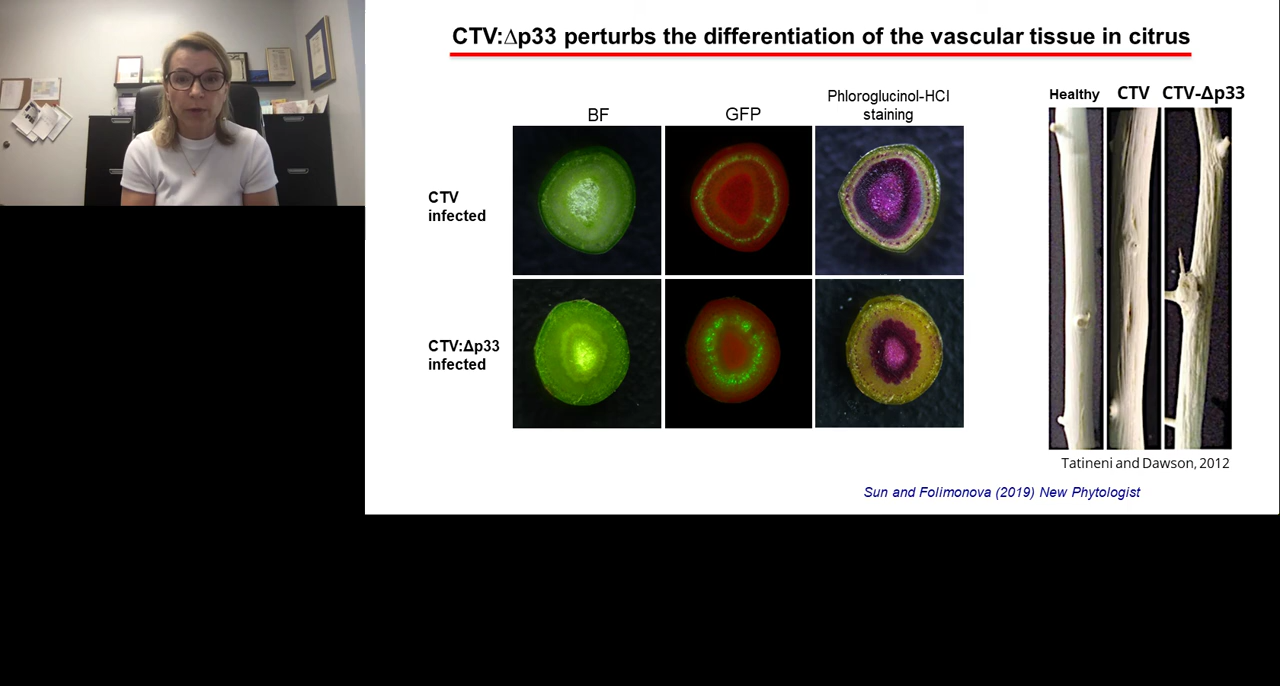 CTV:∆p33 perturbs the differentiation of the vascular tissue in citrus
BF
GFP
Phloroglucinol-HCl
staining
Healthy
CTV
CTV-Δp33
CTV
infected
CTV:Δp33
infected
Tatineni and Dawson, 2012
Sun and Folimonova (2019) New Phytologist